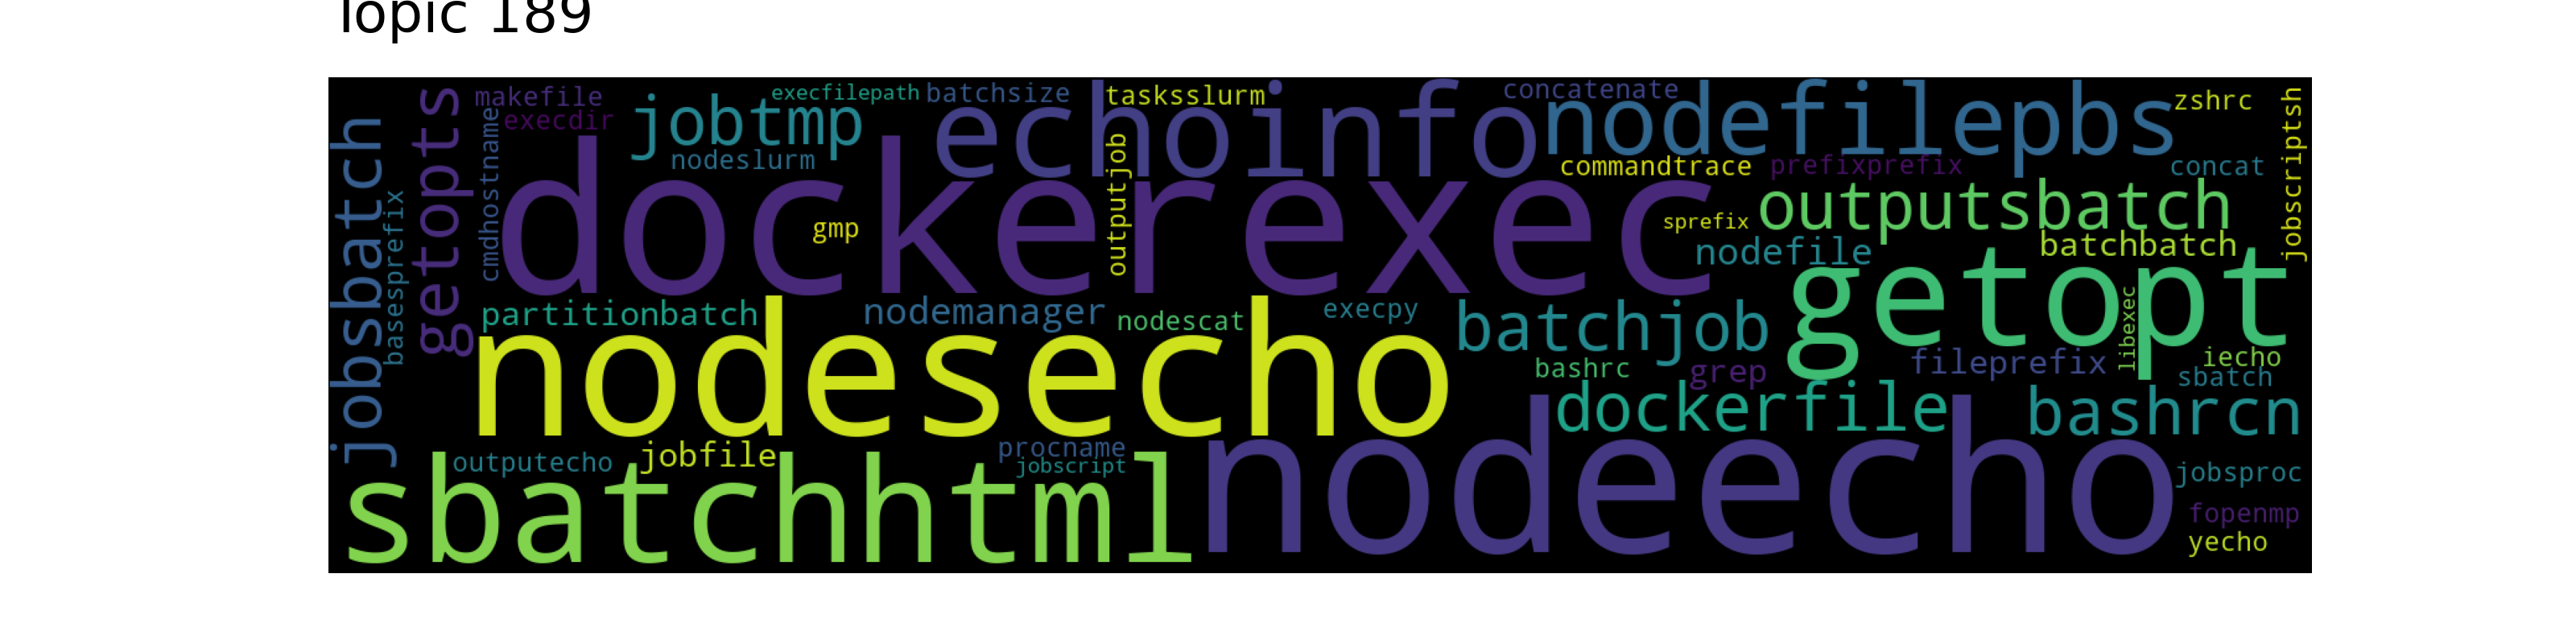 Topic 189
makefile
execfilepath
batchsize
tasksslurm
concatenate
zshrc
execdir
jobtmp
echoinfo
nodefilepbs
nodeslurm
commandtrace
prefixprefix
concat
jobscriptsh
jobsbatch
basesprefix
getopts
cmdhostname
dockerexec
gmp
outputjob
sprefix
outputsbatch
nodefile
batchbatch
getopt
partitionbatch
nodemanager
nodescat
execpy
batchjob
libexec
nodesecho
bashrc
grep
fileprefix
iecho
sbatch
dockerfile
bashrcn
outputecho
jobfile
procname
jobscript
sbatchhtml
nodeecho
jobsproc
fopenmp
yecho